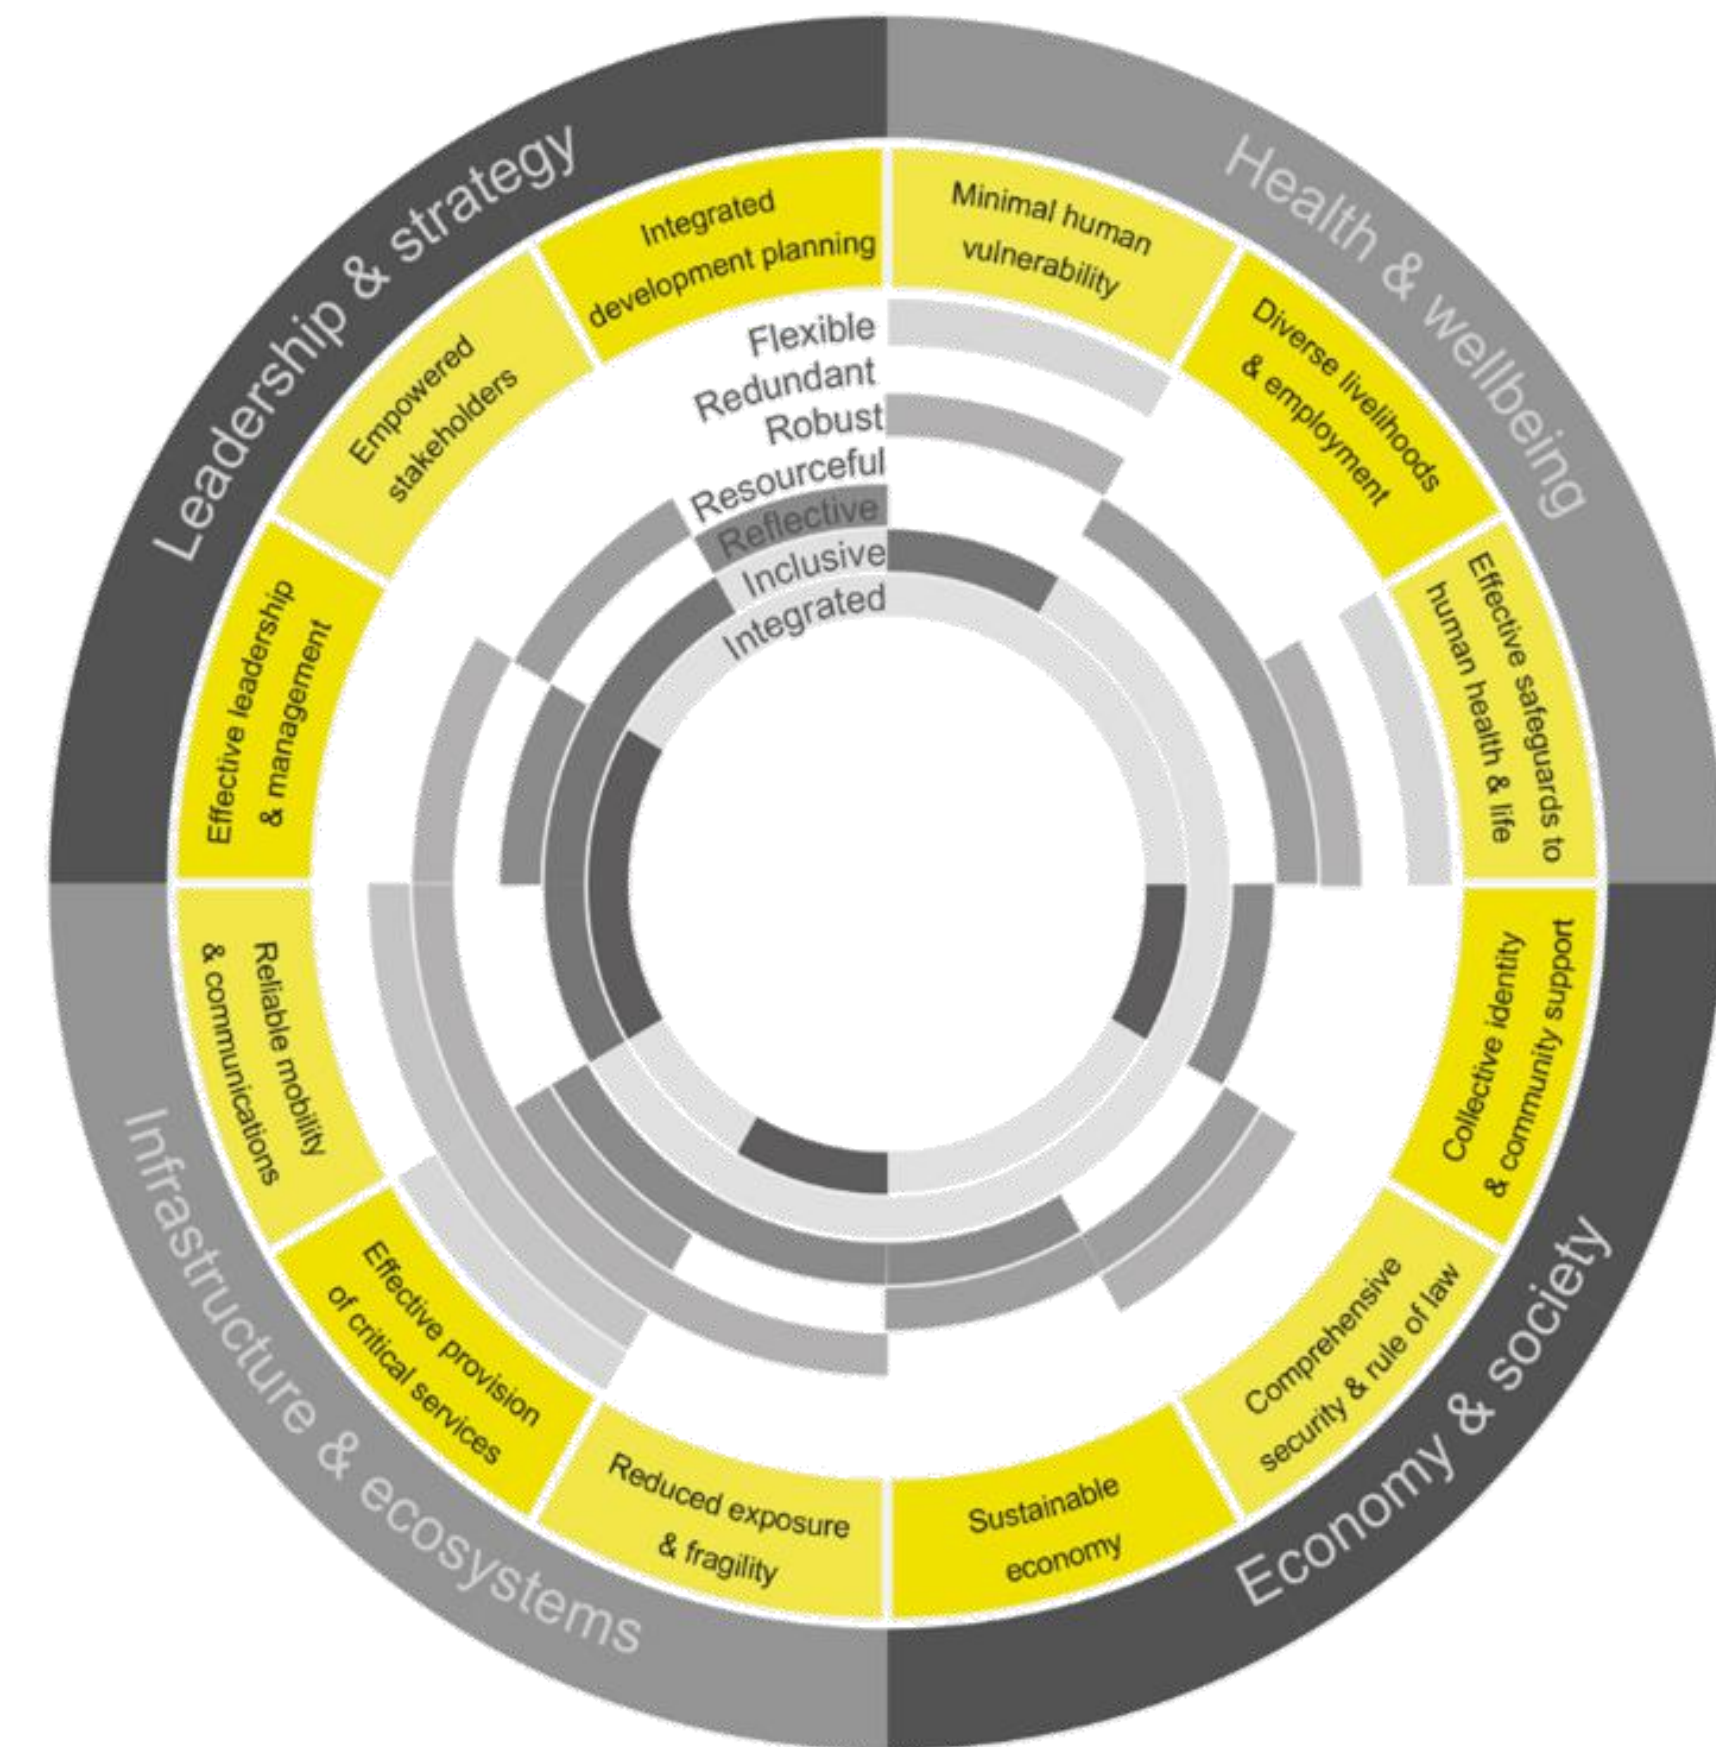 Leadership & strategy
Health & wellbeing
Economy & society
Infrastructure & ecosystems
Minimal human
vulnerability
Diverse livelihoods
& employment
Effective safeguards to
human health & life
Collective identity
& community support
Comprehensive
security & rule of law
Sustainable
economy
Reduced exposure
& fragility
Effective provision
of critical services
Reliable mobility
& communications
Effective leadership
& management
Empowered
stakeholders
Integrated
development planning
Flexible
Redundant
Robust
Resourceful
Reflective
Inclusive
Integrated